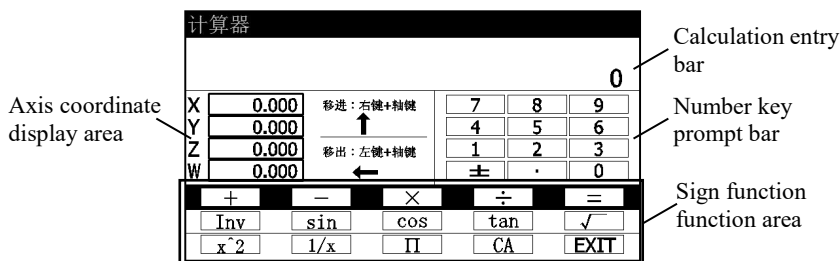 计算器
0
Calculation entry
bar
Axis coordinate
display area
X 0.000
Y 0.000
Z 0.000
W 0.000
移进：右键+轴键
移出：左键+轴键
7 8 9
4 5 6
1 2 3
± · 0
Number key
prompt bar
+ − × ÷ =
Inv sin cos tan √
x^2 1/x Π CA EXIT
Sign function
function area